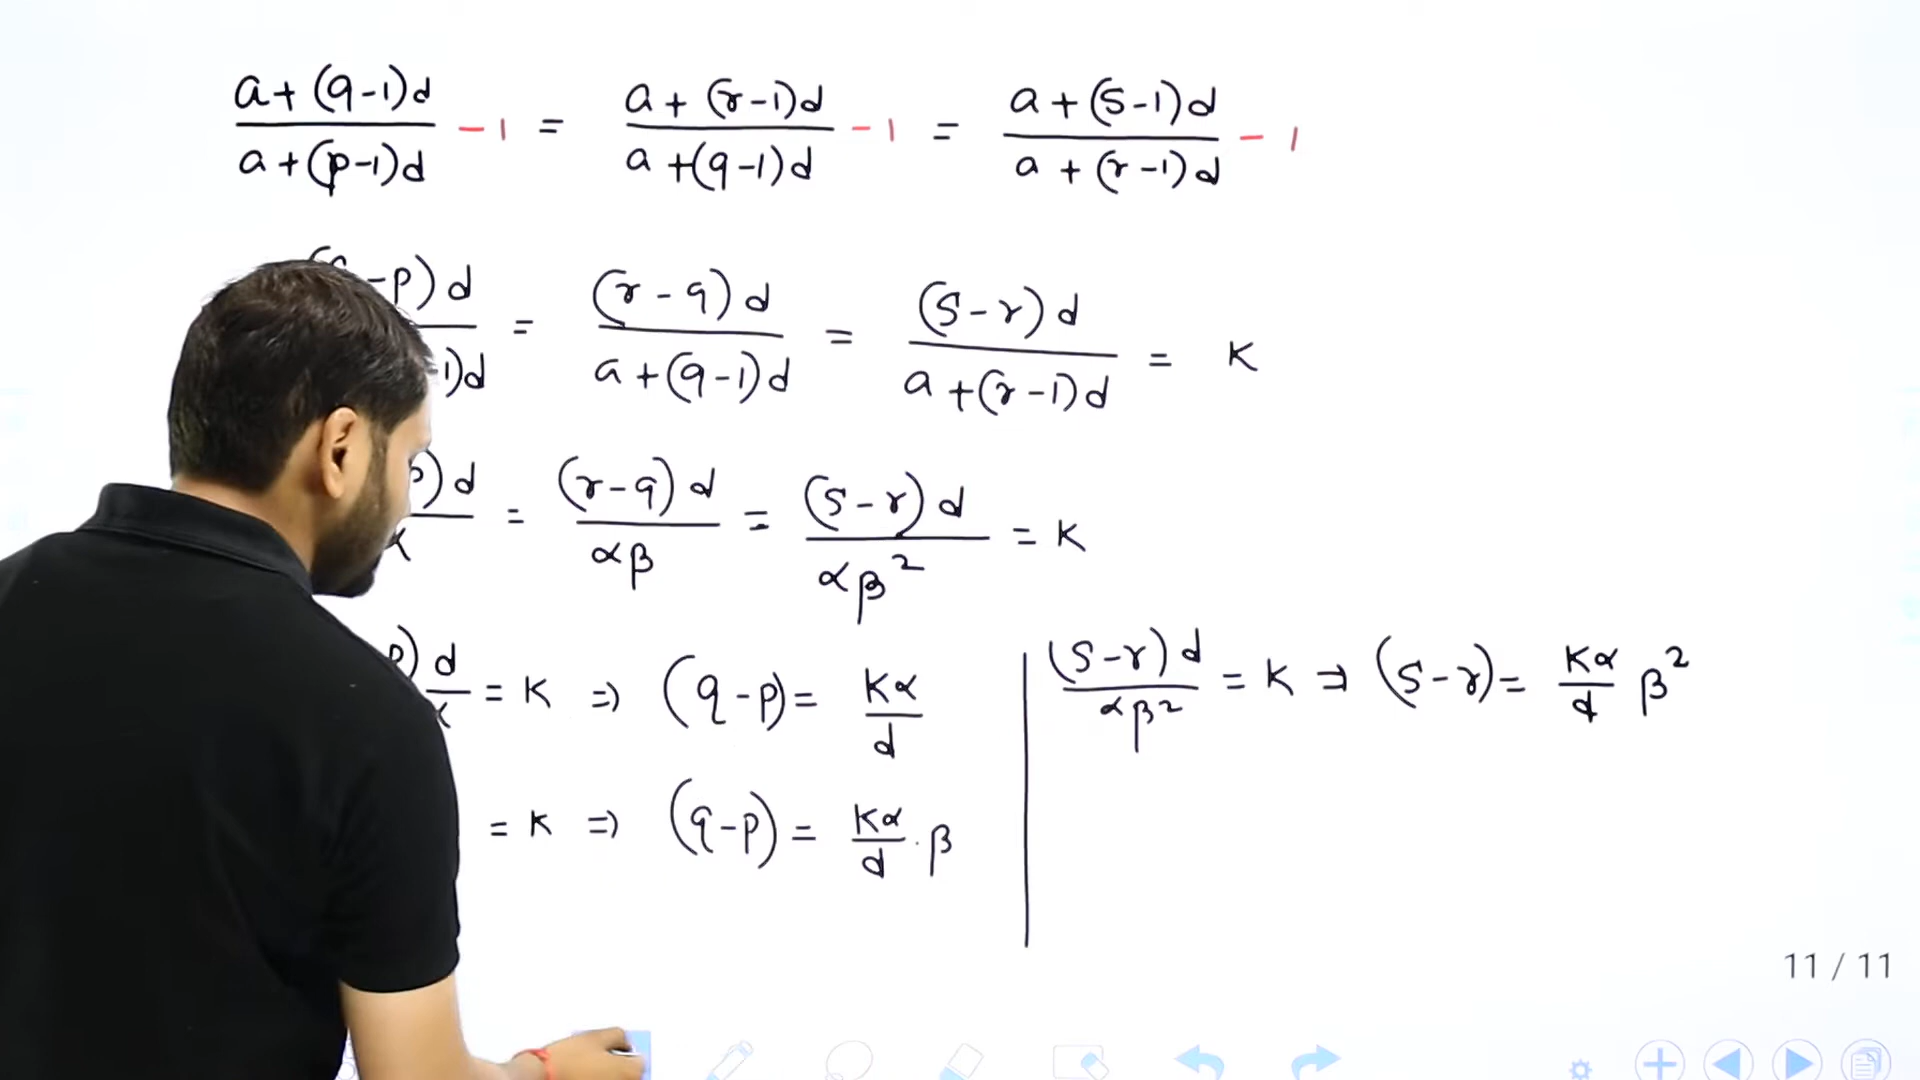 a + (q-1)d / a + (p-1)d - 1 = a + (r-1)d / a + (q-1)d - 1 = a + (s-1)d / a + (r-1)d - 1
-p) d / -1)d = (r-q) d / a + (q-1)d = (s-r) d / a + (r-1)d = K
) d / α = (r-q) d / αβ = (s-r) d / αβ² = K
p) d / α = K ⇒ (q-p) = Kα / d
= K ⇒ (q-p) = Kα / d . β
(s-r) d / αβ² = K ⇒ (s-r) = Kα / d β²
11 / 11